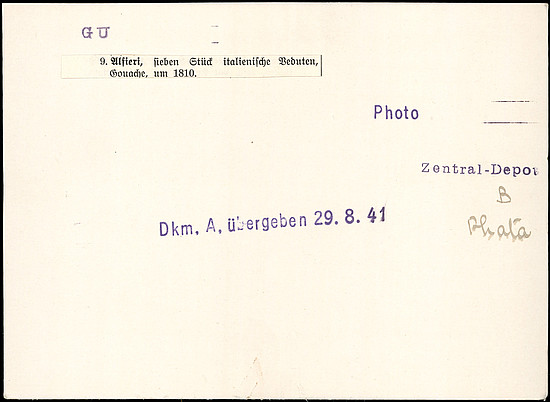 GU
9. Alfieri, sieben Stück italienische Veduten,
Gouache, um 1810.
Photo
Zentral-Depot
B
Dkm. A. übergeben 29. 8. 41